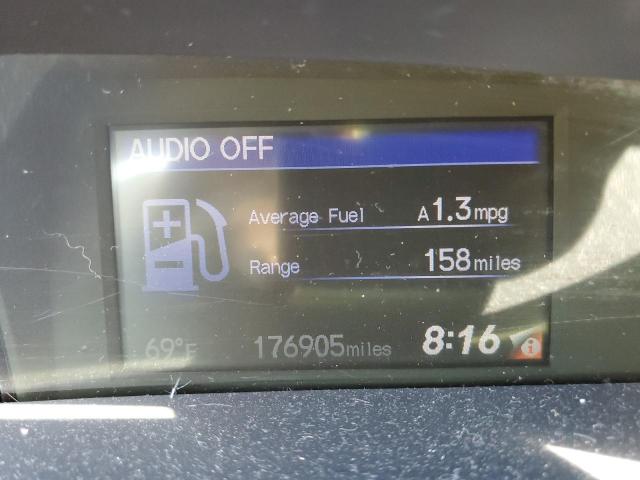 AUDIO OFF
Average Fuel A 1.3 mpg
Range 158 miles
69°F 176905 miles 8:16 i